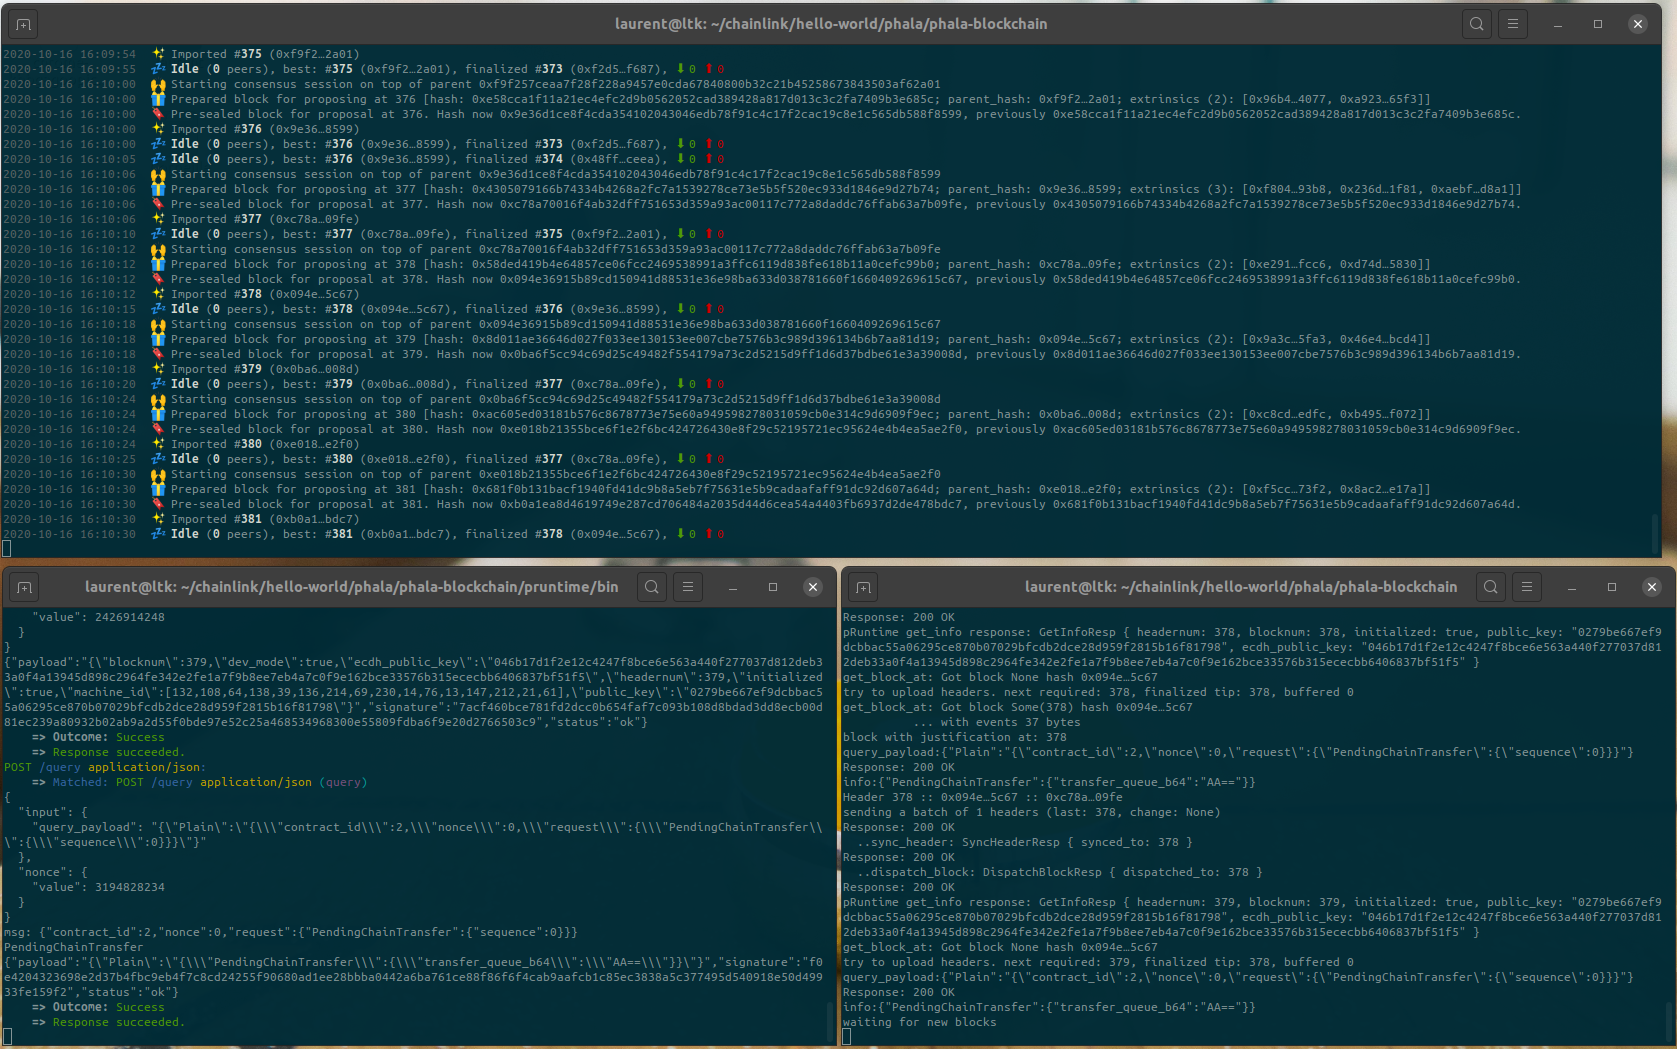 laurent@ltk: ~/chainlink/hello-world/phala/phala-blockchain
2020-10-16 16:09:54 ✨ Imported #375 (0xf9f2…2a01)
2020-10-16 16:09:55 💤 Idle (0 peers), best: #375 (0xf9f2…2a01), finalized #373 (0xf2d5…f687), ⬇ 0 ⬆ 0
2020-10-16 16:10:00 🙌 Starting consensus session on top of parent 0xf9f257ceaa7f28f228a9457e0cda67840800b32c21b45258673843503af62a01
2020-10-16 16:10:00 🎁 Prepared block for proposing at 376 [hash: 0xe58cca1f11a21ec4efc2d9b0562052cad389428a817d013c3c2fa7409b3e685c; parent_hash: 0xf9f2…2a01; extrinsics (2): [0x96b4…4077, 0xa923…65f3]]
2020-10-16 16:10:00 🔖 Pre-sealed block for proposal at 376. Hash now 0x9e36d1ce8f4cda354102043046edb78f91c4c17f2cac19c8e1c565db588f8599, previously 0xe58cca1f11a21ec4efc2d9b0562052cad389428a817d013c3c2fa7409b3e685c.
2020-10-16 16:10:00 ✨ Imported #376 (0x9e36…8599)
2020-10-16 16:10:00 💤 Idle (0 peers), best: #376 (0x9e36…8599), finalized #373 (0xf2d5…f687), ⬇ 0 ⬆ 0
2020-10-16 16:10:05 💤 Idle (0 peers), best: #376 (0x9e36…8599), finalized #374 (0x48ff…ceea), ⬇ 0 ⬆ 0
2020-10-16 16:10:06 🙌 Starting consensus session on top of parent 0x9e36d1ce8f4cda354102043046edb78f91c4c17f2cac19c8e1c565db588f8599
2020-10-16 16:10:06 🎁 Prepared block for proposing at 377 [hash: 0x4305079166b74334b4268a2fc7a1539278ce73e5b5f520ec933d1846e9d27b74; parent_hash: 0x9e36…8599; extrinsics (3): [0xf804…93b8, 0x236d…1f81, 0xaebf…d8a1]]
2020-10-16 16:10:06 🔖 Pre-sealed block for proposal at 377. Hash now 0xc78a70016f4ab32dff751653d359a93ac00117c772a8daddc76ffab63a7b09fe, previously 0x4305079166b74334b4268a2fc7a1539278ce73e5b5f520ec933d1846e9d27b74.
2020-10-16 16:10:06 ✨ Imported #377 (0xc78a…09fe)
2020-10-16 16:10:10 💤 Idle (0 peers), best: #377 (0xc78a…09fe), finalized #375 (0xf9f2…2a01), ⬇ 0 ⬆ 0
2020-10-16 16:10:12 🙌 Starting consensus session on top of parent 0xc78a70016f4ab32dff751653d359a93ac00117c772a8daddc76ffab63a7b09fe
2020-10-16 16:10:12 🎁 Prepared block for proposing at 378 [hash: 0x58ded419b4e64857ce06fcc2469538991a3ffc6119d838fe618b11a0cefc99b0; parent_hash: 0xc78a…09fe; extrinsics (2): [0xe291…fcc6, 0xd74d…5830]]
2020-10-16 16:10:12 🔖 Pre-sealed block for proposal at 378. Hash now 0x094e36915b89cd150941d88531e36e98ba633d038781660f1660409269615c67, previously 0x58ded419b4e64857ce06fcc2469538991a3ffc6119d838fe618b11a0cefc99b0.
2020-10-16 16:10:12 ✨ Imported #378 (0x094e…5c67)
2020-10-16 16:10:15 💤 Idle (0 peers), best: #378 (0x094e…5c67), finalized #376 (0x9e36…8599), ⬇ 0 ⬆ 0
2020-10-16 16:10:18 🙌 Starting consensus session on top of parent 0x094e36915b89cd150941d88531e36e98ba633d038781660f1660409269615c67
2020-10-16 16:10:18 🎁 Prepared block for proposing at 379 [hash: 0x8d011ae36646d027f033ee130153ee007cbe7576b3c989d396134b6b7aa81d19; parent_hash: 0x094e…5c67; extrinsics (2): [0x9a3c…5fa3, 0x46e4…bcd4]]
2020-10-16 16:10:18 🔖 Pre-sealed block for proposal at 379. Hash now 0x0ba6f5cc94c69d25c49482f554179a73c2d5215d9ff1d6d37bdbe61e3a39008d, previously 0x8d011ae36646d027f033ee130153ee007cbe7576b3c989d396134b6b7aa81d19.
2020-10-16 16:10:18 ✨ Imported #379 (0x0ba6…008d)
2020-10-16 16:10:20 💤 Idle (0 peers), best: #379 (0x0ba6…008d), finalized #377 (0xc78a…09fe), ⬇ 0 ⬆ 0
2020-10-16 16:10:24 🙌 Starting consensus session on top of parent 0x0ba6f5cc94c69d25c49482f554179a73c2d5215d9ff1d6d37bdbe61e3a39008d
2020-10-16 16:10:24 🎁 Prepared block for proposing at 380 [hash: 0xac605ed03181b576c8678773e75e60a949598278031059cb0e314c9d6909f9ec; parent_hash: 0x0ba6…008d; extrinsics (2): [0xc8cd…edfc, 0xb495…f072]]
2020-10-16 16:10:24 🔖 Pre-sealed block for proposal at 380. Hash now 0xe018b21355bce6f1e2f6bc424726430e8f29c52195721ec95624e4b4ea5ae2f0, previously 0xac605ed03181b576c8678773e75e60a949598278031059cb0e314c9d6909f9ec.
2020-10-16 16:10:24 ✨ Imported #380 (0xe018…e2f0)
2020-10-16 16:10:25 💤 Idle (0 peers), best: #380 (0xe018…e2f0), finalized #377 (0xc78a…09fe), ⬇ 0 ⬆ 0
2020-10-16 16:10:30 🙌 Starting consensus session on top of parent 0xe018b21355bce6f1e2f6bc424726430e8f29c52195721ec95624e4b4ea5ae2f0
2020-10-16 16:10:30 🎁 Prepared block for proposing at 381 [hash: 0x681f0b131bacf1940fd41dc9b8a5eb7f75631e5b9cadaafaff91dc92d607a64d; parent_hash: 0xe018…e2f0; extrinsics (2): [0xf5cc…73f2, 0x8ac2…e17a]]
2020-10-16 16:10:30 🔖 Pre-sealed block for proposal at 381. Hash now 0xb0a1ea8d4619749e287cd706484a2035d44d6cea54a4403fb6937d2de478bdc7, previously 0x681f0b131bacf1940fd41dc9b8a5eb7f75631e5b9cadaafaff91dc92d607a64d.
2020-10-16 16:10:30 ✨ Imported #381 (0xb0a1…bdc7)
2020-10-16 16:10:30 💤 Idle (0 peers), best: #381 (0xb0a1…bdc7), finalized #378 (0x094e…5c67), ⬇ 0 ⬆ 0
laurent@ltk: ~/chainlink/hello-world/phala/phala-blockchain/pruntime/bin
"value": 2426914248
}
}
{"payload":"{\"blocknum\":379,\"dev_mode\":true,\"ecdh_public_key\":\"046b17d1f2e12c4247f8bce6e563a440f277037d812deb3
3a0f4a13945d898c2964fe342e2fe1a7f9b8ee7eb4a7c0f9e162bce33576b315ececbb6406837bf51f5\",\"headernum\":379,\"initialized
\":true,\"machine_id\":[132,108,64,138,39,136,214,69,230,14,76,13,147,212,21,61],\"public_key\":\"0279be667ef9dcbbac5
5a06295ce870b07029bfcdb2dce28d959f2815b16f81798\"}","signature":"7acf460bce781fd2dcc0b654faf7c093b108d8bdad3dd8ecb00d
81ec239a80932b02ab9a2d55f0bde97e52c25a468534968300e55809fdba6f9e20d2766503c9","status":"ok"}
=> Outcome: Success
=> Response succeeded.
POST /query application/json:
=> Matched: POST /query application/json (query)
{
"input": {
"query_payload": "{\"Plain\":\"{\\\"contract_id\\\":2,\\\"nonce\\\":0,\\\"request\\\":{\\\"PendingChainTransfer\\
\":{\\\"sequence\\\":0}}}\"}"
},
"nonce": {
"value": 3194828234
}
}
msg: {"contract_id":2,"nonce":0,"request":{"PendingChainTransfer":{"sequence":0}}}
PendingChainTransfer
{"payload":"{\"Plain\":\"{\\\"PendingChainTransfer\\\":{\\\"transfer_queue_b64\\\":\\\"AA==\\\"}}\"}","signature":"f0
e4204323698e2d37b4fbc9eb4f7c8cd24255f90680ad1ee28bbba0442a6ba761ce88f86f6f4cab9aafcb1c85ec3838a5c377495d540918e50d499
33fe159f2","status":"ok"}
=> Outcome: Success
=> Response succeeded.
laurent@ltk: ~/chainlink/hello-world/phala/phala-blockchain
Response: 200 OK
pRuntime get_info response: GetInfoResp { headernum: 378, blocknum: 378, initialized: true, public_key: "0279be667ef9
dcbbac55a06295ce870b07029bfcdb2dce28d959f2815b16f81798", ecdh_public_key: "046b17d1f2e12c4247f8bce6e563a440f277037d81
2deb33a0f4a13945d898c2964fe342e2fe1a7f9b8ee7eb4a7c0f9e162bce33576b315ececbb6406837bf51f5" }
get_block_at: Got block None hash 0x094e…5c67
try to upload headers. next required: 378, finalized tip: 378, buffered 0
get_block_at: Got block Some(378) hash 0x094e…5c67
... with events 37 bytes
block with justification at: 378
query_payload:{"Plain":"{\"contract_id\":2,\"nonce\":0,\"request\":{\"PendingChainTransfer\":{\"sequence\":0}}}"}
Response: 200 OK
info:{"PendingChainTransfer":{"transfer_queue_b64":"AA=="}}
Header 378 :: 0x094e…5c67 :: 0xc78a…09fe
sending a batch of 1 headers (last: 378, change: None)
Response: 200 OK
..sync_header: SyncHeaderResp { synced_to: 378 }
Response: 200 OK
..dispatch_block: DispatchBlockResp { dispatched_to: 378 }
Response: 200 OK
pRuntime get_info response: GetInfoResp { headernum: 379, blocknum: 379, initialized: true, public_key: "0279be667ef9
dcbbac55a06295ce870b07029bfcdb2dce28d959f2815b16f81798", ecdh_public_key: "046b17d1f2e12c4247f8bce6e563a440f277037d81
2deb33a0f4a13945d898c2964fe342e2fe1a7f9b8ee7eb4a7c0f9e162bce33576b315ececbb6406837bf51f5" }
get_block_at: Got block None hash 0x094e…5c67
try to upload headers. next required: 379, finalized tip: 378, buffered 0
query_payload:{"Plain":"{\"contract_id\":2,\"nonce\":0,\"request\":{\"PendingChainTransfer\":{\"sequence\":0}}}"}
Response: 200 OK
info:{"PendingChainTransfer":{"transfer_queue_b64":"AA=="}}
waiting for new blocks